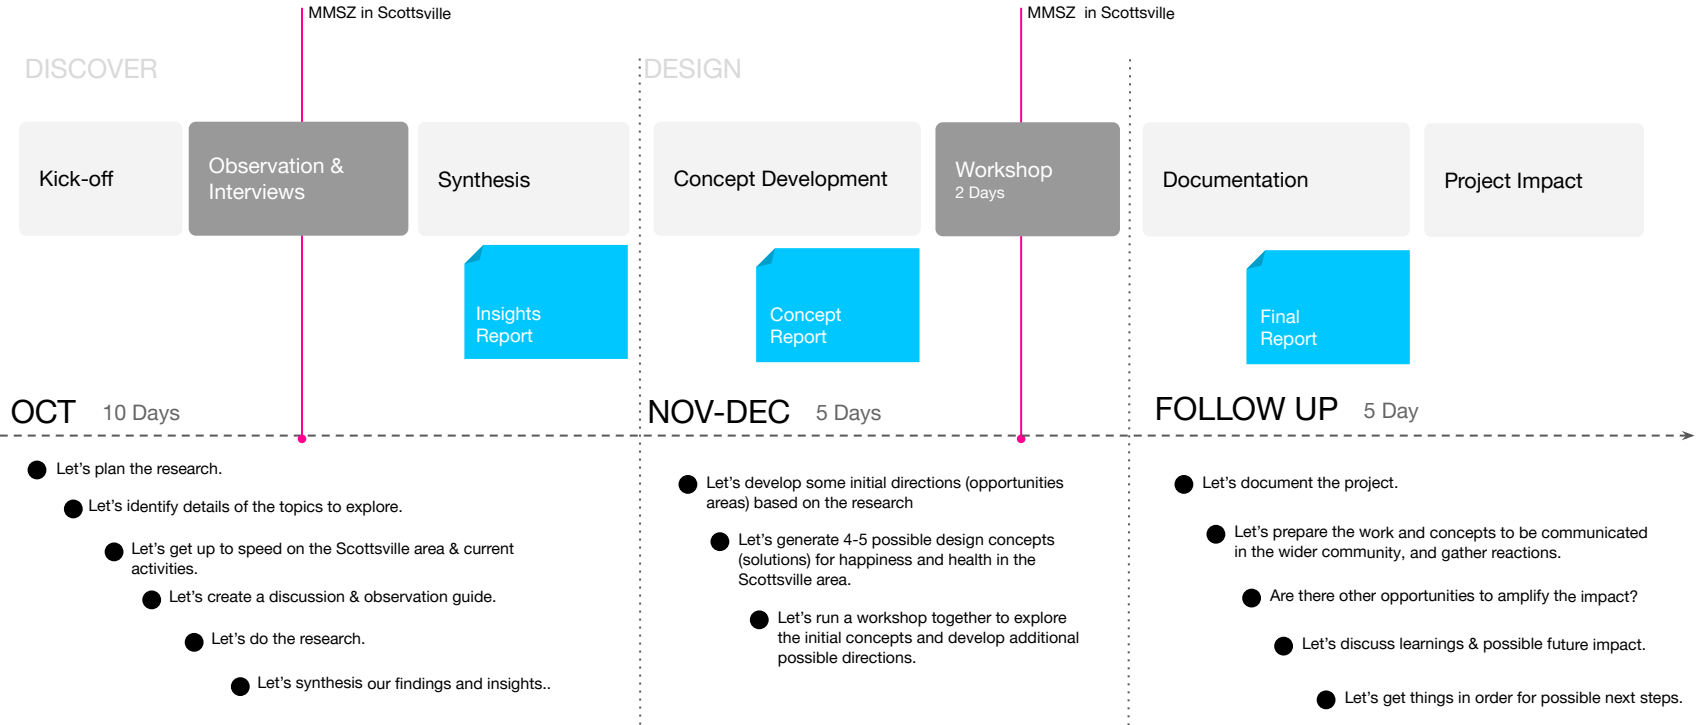 MMSZ in Scottsville
MMSZ  in Scottsville
DISCOVER
DESIGN
Kick-off
Observation &
Interviews
Synthesis
Concept Development
Workshop
2 Days
Documentation
Project Impact
Insights
Report
Concept
Report
Final
Report
OCT 10 Days
NOV-DEC 5 Days
FOLLOW UP 5 Day
Let’s plan the research.
Let’s identify details of the topics to explore.
Let’s get up to speed on the Scottsville area & current
activities.
Let’s create a discussion & observation guide.
Let’s do the research.
Let’s synthesis our findings and insights..
Let’s develop some initial directions (opportunities
areas) based on the research
Let’s generate 4-5 possible design concepts
(solutions) for happiness and health in the
Scottsville area.
Let’s run a workshop together to explore
the initial concepts and develop additional
possible directions.
Let’s document the project.
Let’s prepare the work and concepts to be communicated
in the wider community, and gather reactions.
Are there other opportunities to amplify the impact?
Let’s discuss learnings & possible future impact.
Let’s get things in order for possible next steps.